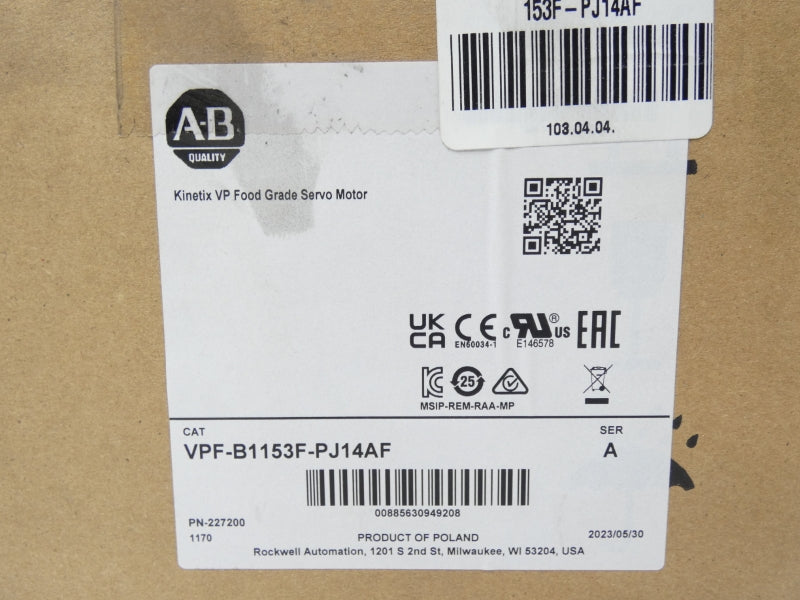 153F-PJ14AF
103.04.04.
A-B
QUALITY
Kinetix VP Food Grade Servo Motor
UK
CA
CE
EN60034-1
c RU ® US
E146578
EAC
25
MSIP-REM-RAA-MP
CAT
SER
VPF-B1153F-PJ14AF
A
00885630949208
PN-227200
1170
PRODUCT OF POLAND
2023/05/30
Rockwell Automation, 1201 S 2nd St, Milwaukee, WI 53204, USA